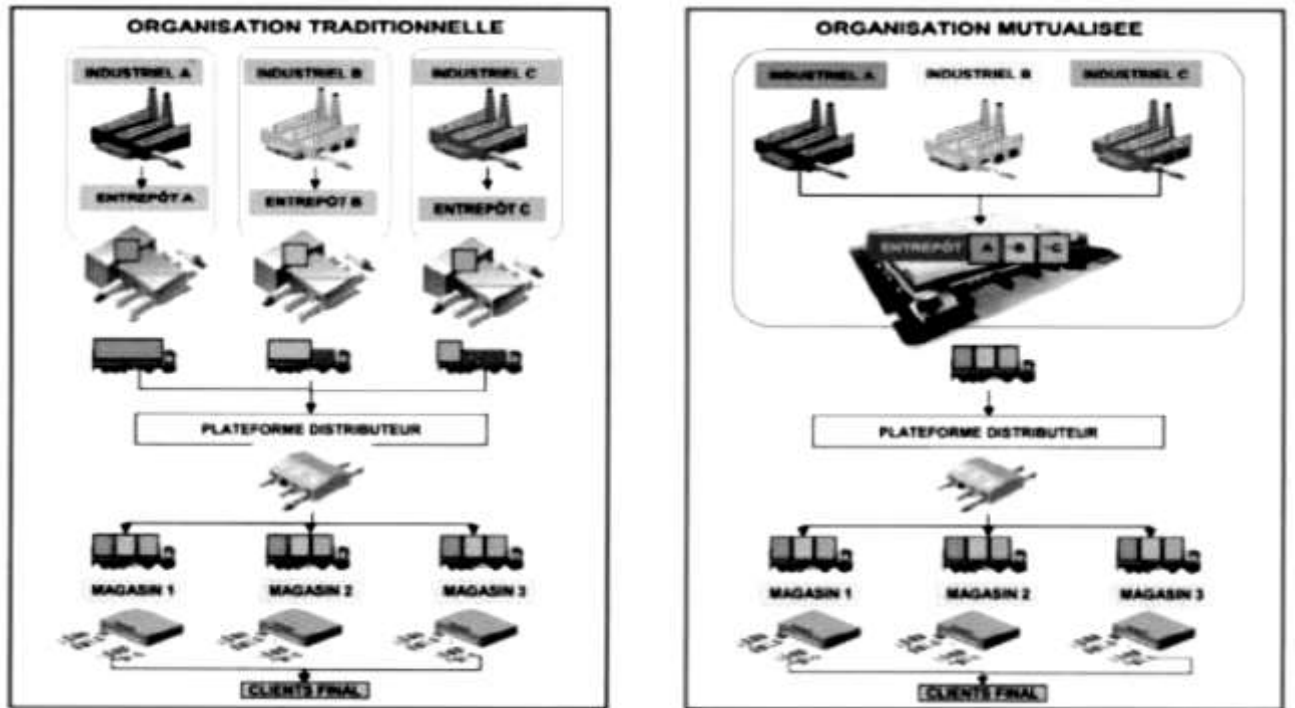 ORGANISATION TRADITIONNELLE
INDUSTRIEL A INDUSTRIEL B INDUSTRIEL C
ENTREPÔT A ENTREPÔT B ENTREPÔT C
PLATEFORME DISTRIBUTEUR
MAGASIN 1 MAGASIN 2 MAGASIN 3
CLIENTS FINAL
ORGANISATION MUTUALISEE
INDUSTRIEL A INDUSTRIEL B INDUSTRIEL C
ENTREPÔT A B C
PLATEFORME DISTRIBUTEUR
MAGASIN 1 MAGASIN 2 MAGASIN 3
CLIENTS FINAL